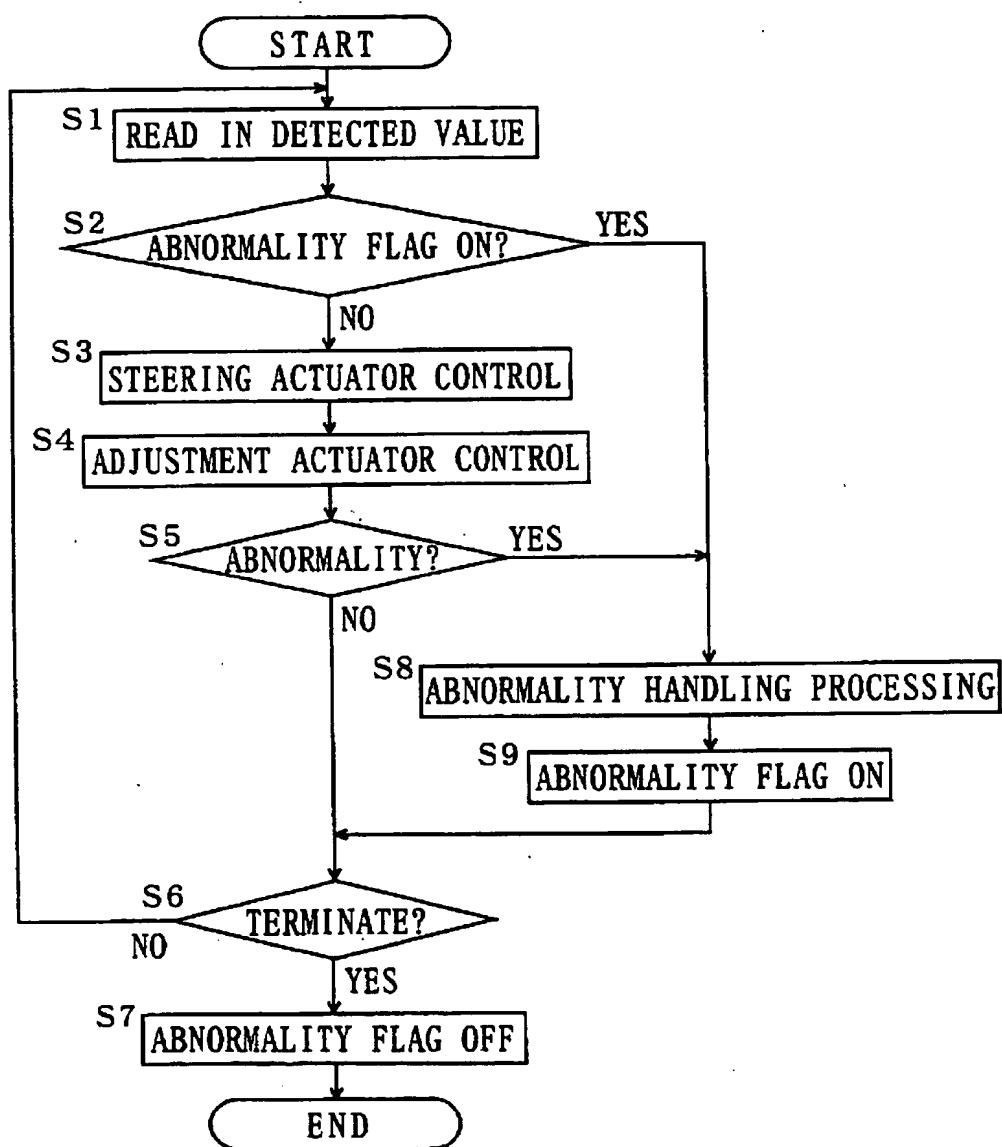 START
S1
READ IN DETECTED VALUE
S2
ABNORMALITY FLAG ON?
YES
NO
S3
STEERING ACTUATOR CONTROL
S4
ADJUSTMENT ACTUATOR CONTROL
S5
ABNORMALITY?
YES
NO
S8
ABNORMALITY HANDLING PROCESSING
S9
ABNORMALITY FLAG ON
S6
TERMINATE?
NO
YES
S7
ABNORMALITY FLAG OFF
END